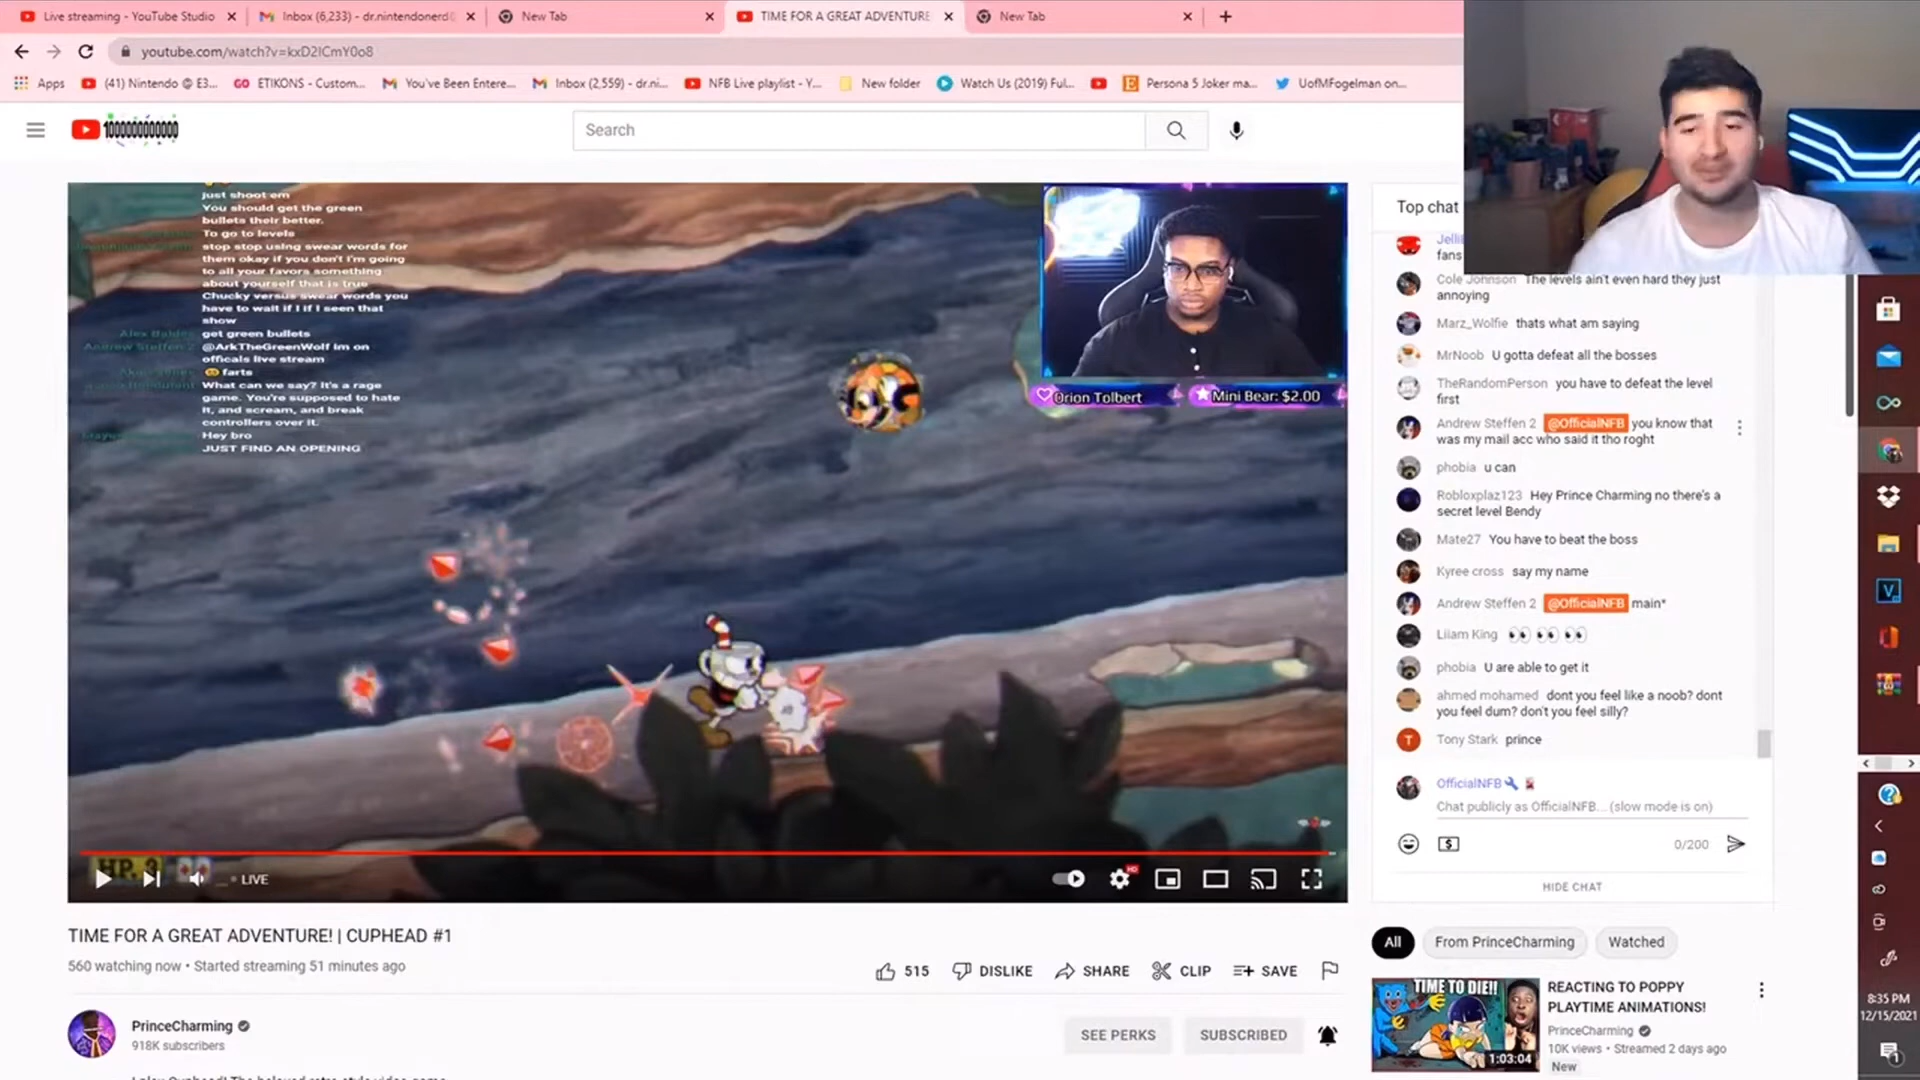 Live streaming - YouTube Studio
Inbox (6,233) - dr.nintendonerd
New Tab
TIME FOR A GREAT ADVENTURE
New Tab
youtube.com/watch?v=kxD2ICmY0o8
Apps
(41) Nintendo @ E3...
GO ETIKONS - Custom...
You've Been Entere...
Inbox (2,559) - dr.ni...
NFB Live playlist - Y...
New folder
Watch Us (2019) Ful...
Persona 5 Joker ma...
UofMFogelman on...
Search
just shoot em
You should get the green
bullets their better.
To go to levels
stop stop using swear words for
them okay if you don't I'm going
to all your favors something
about yourself that is true
Chucky versus swear words you
have to wait if I if I seen that
show
Alex Baldes get green bullets
Andrew Steffen 2 @ArkTheGreenWolf im on
officals live stream
farts
What can we say? It's a rage
game. You're supposed to hate
it, and scream, and break
controllers over it.
Hey bro
JUST FIND AN OPENING
Orion Tolbert
Mini Bear: $2.00
HP. 3
LIVE
HD
Top chat
fans
Cole Johnson The levels ain't even hard they just
annoying
Marz_Wolfie thats what am saying
MrNoob U gotta defeat all the bosses
TheRandomPerson you have to defeat the level
first
Andrew Steffen 2 @OfficialNFB you know that
was my mail acc who said it tho roght
phobia u can
Robloxplaz123 Hey Prince Charming no there's a
secret level Bendy
Mate27 You have to beat the boss
Kyree cross say my name
Andrew Steffen 2 @OfficialNFB main*
Liiam King
phobia U are able to get it
ahmed mohamed dont you feel like a noob? dont
you feel dum? don't you feel silly?
T
Tony Stark prince
OfficialNFB
Chat publicly as OfficialNFB... (slow mode is on)
0/200
HIDE CHAT
TIME FOR A GREAT ADVENTURE! | CUPHEAD #1
560 watching now • Started streaming 51 minutes ago
515
DISLIKE
SHARE
CLIP
SAVE
PrinceCharming
918K subscribers
SEE PERKS
SUBSCRIBED
All
From PrinceCharming
Watched
TIME TO DIE!!
1:03:04
REACTING TO POPPY
PLAYTIME ANIMATIONS!
PrinceCharming
10K views • Streamed 2 days ago
New
8:35 PM
12/15/2021
1